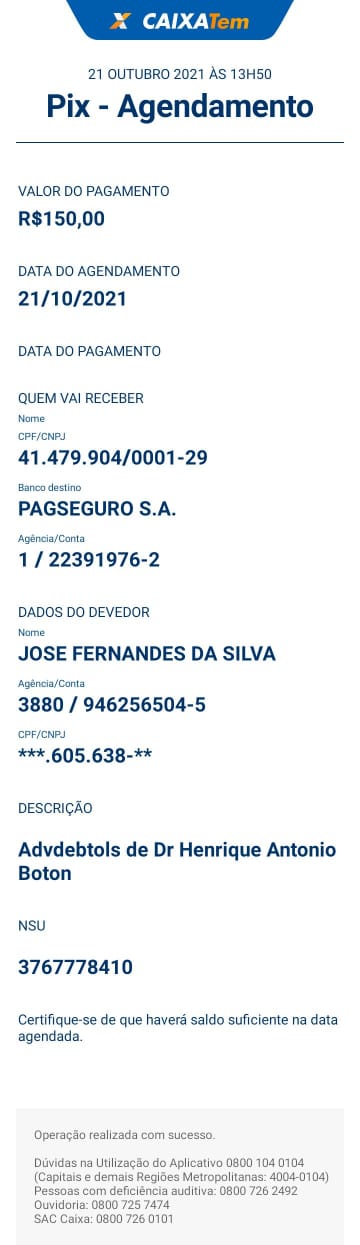 CAIXATem
21 OUTUBRO 2021 ÀS 13H50
Pix - Agendamento
VALOR DO PAGAMENTO
R$150,00
DATA DO AGENDAMENTO
21/10/2021
DATA DO PAGAMENTO
QUEM VAI RECEBER
Nome
CPF/CNPJ
41.479.904/0001-29
Banco destino
PAGSEGURO S.A.
Agência/Conta
1 / 22391976-2
DADOS DO DEVEDOR
Nome
JOSE FERNANDES DA SILVA
Agência/Conta
3880 / 946256504-5
CPF/CNPJ
***.605.638-**
DESCRIÇÃO
Advdebtols de Dr Henrique Antonio
Boton
NSU
3767778410
Certifique-se de que haverá saldo suficiente na data
agendada.
Operação realizada com sucesso.
Dúvidas na Utilização do Aplicativo 0800 104 0104
(Capitais e demais Regiões Metropolitanas: 4004-0104)
Pessoas com deficiência auditiva: 0800 726 2492
Ouvidoria: 0800 725 7474
SAC Caixa: 0800 726 0101